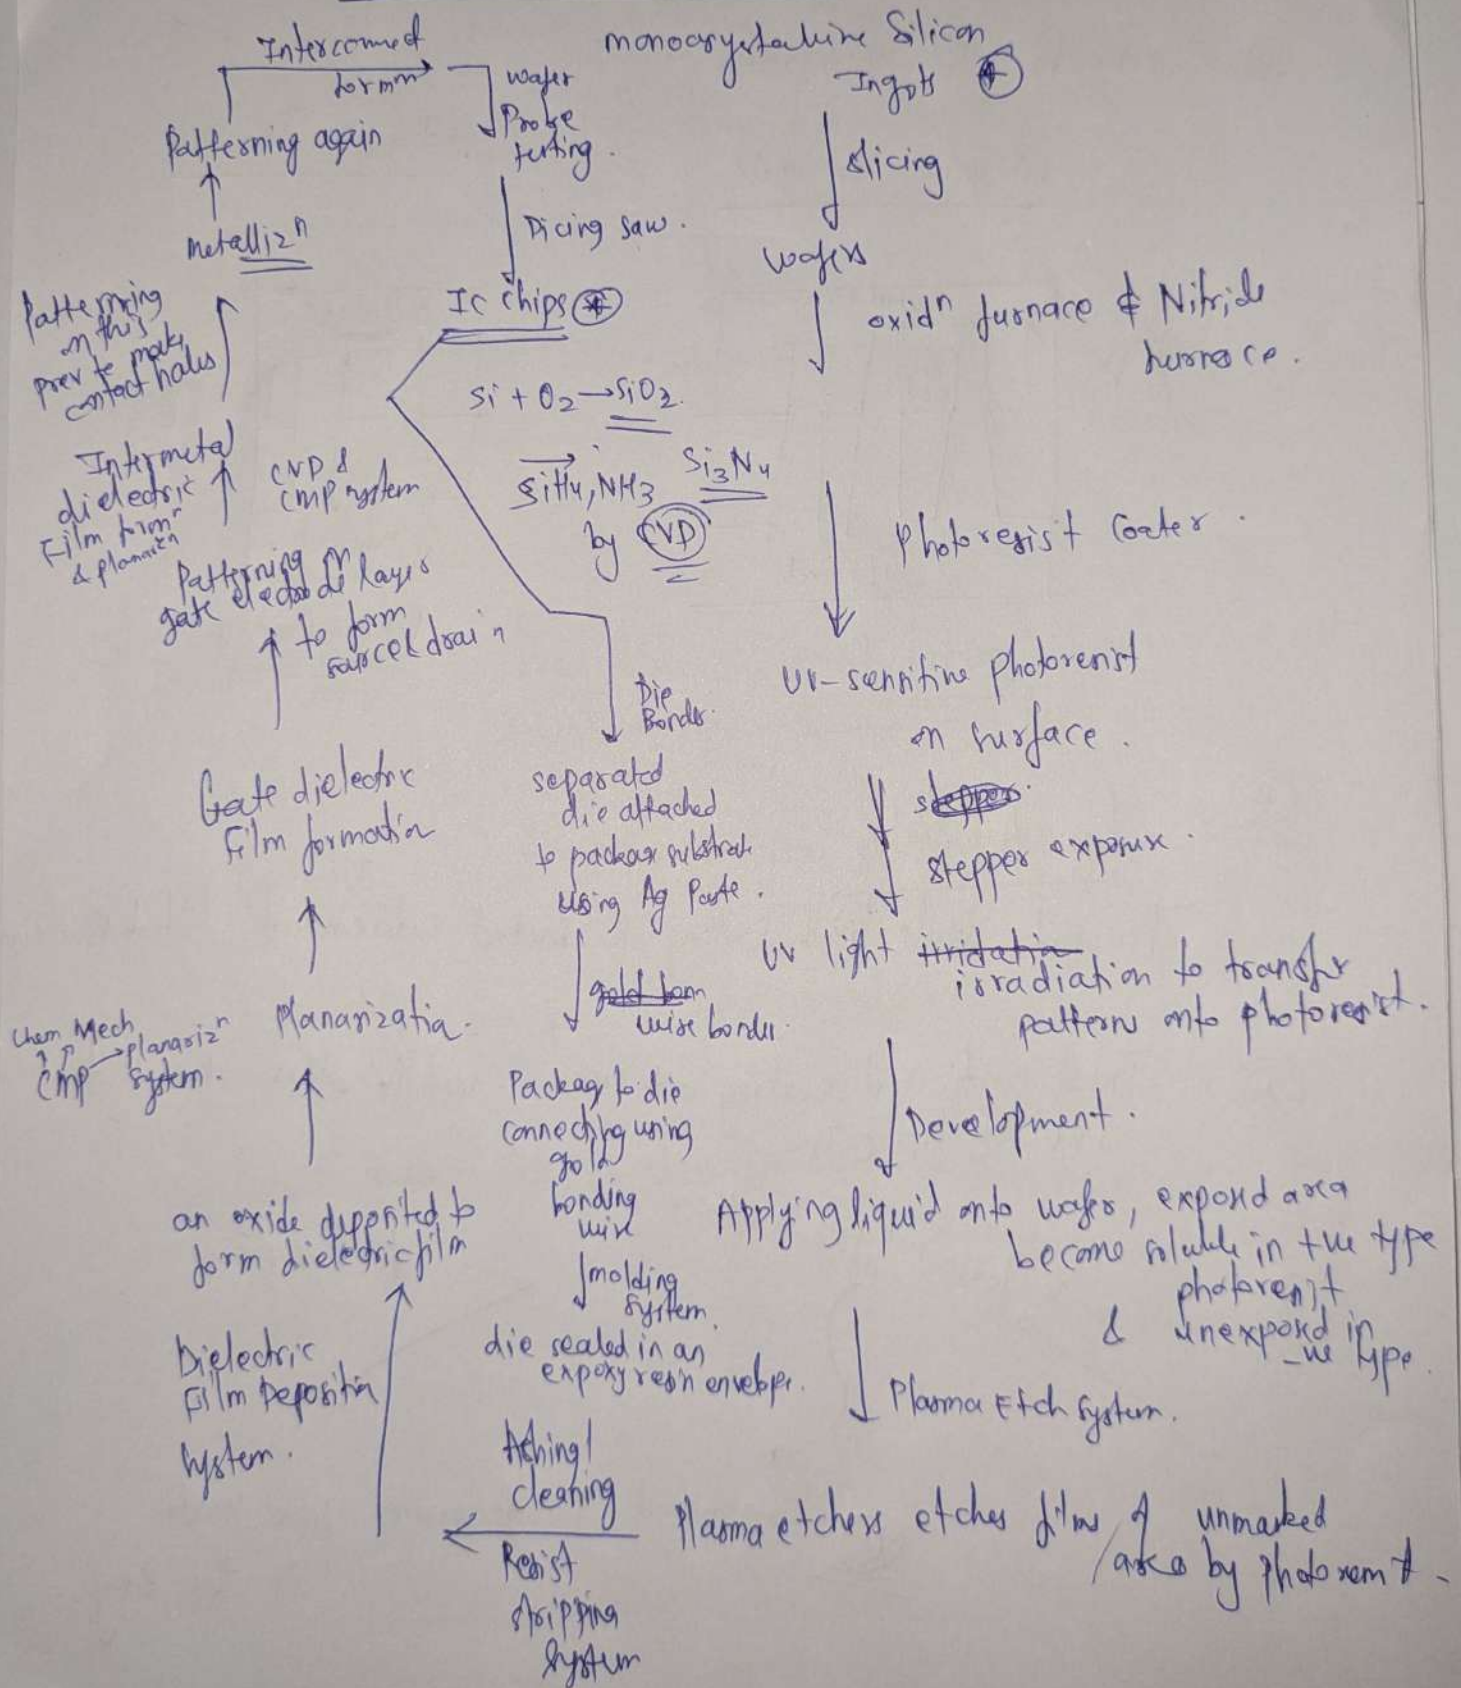 monocrystalline Silicon
Ingots *
slicing
wafers
oxidn furnace & Nitride
furnace.
Photoresist Coater.
UV-sensitive photoresist
on surface.
stepper exposure.
UV light
irradiation to transfer
pattern onto photoresist.
Development.
Applying liquid onto wafer, exposed area
become soluble in +ve type
photoresist
& unexposed in
-ve type.
Plasma Etch System.
Plasma etchers etches films of unmarked
area by photoresist.
Ashing/
cleaning
Resist
stripping
System
Dielectric
Film Deposition
System.
an oxide deposited to
form dielectric film
Planarization.
Chem Mech planarizn
CMP System.
Gate dielectric
Film formation
Patterning on
gate electrode layer
to form
source & drain
CVD &
CMP system
Intermetal
dielectric
Film formn
& planarizn
Patterning
on this
prev to make
contact holes
Metallizn
Patterning again
Interconnect
formn
wafer
Probe
testing.
Dicing Saw.
IC chips *
Si + O2 → SiO2.
SiH4, NH3 → Si3N4
by CVD
Die
Bonder.
separated
die attached
to package substrate
using Ag Paste.
wire bonder.
Package to die
connecting using
gold
bonding
wire
molding
System.
die sealed in an
expoxy resin envelope.